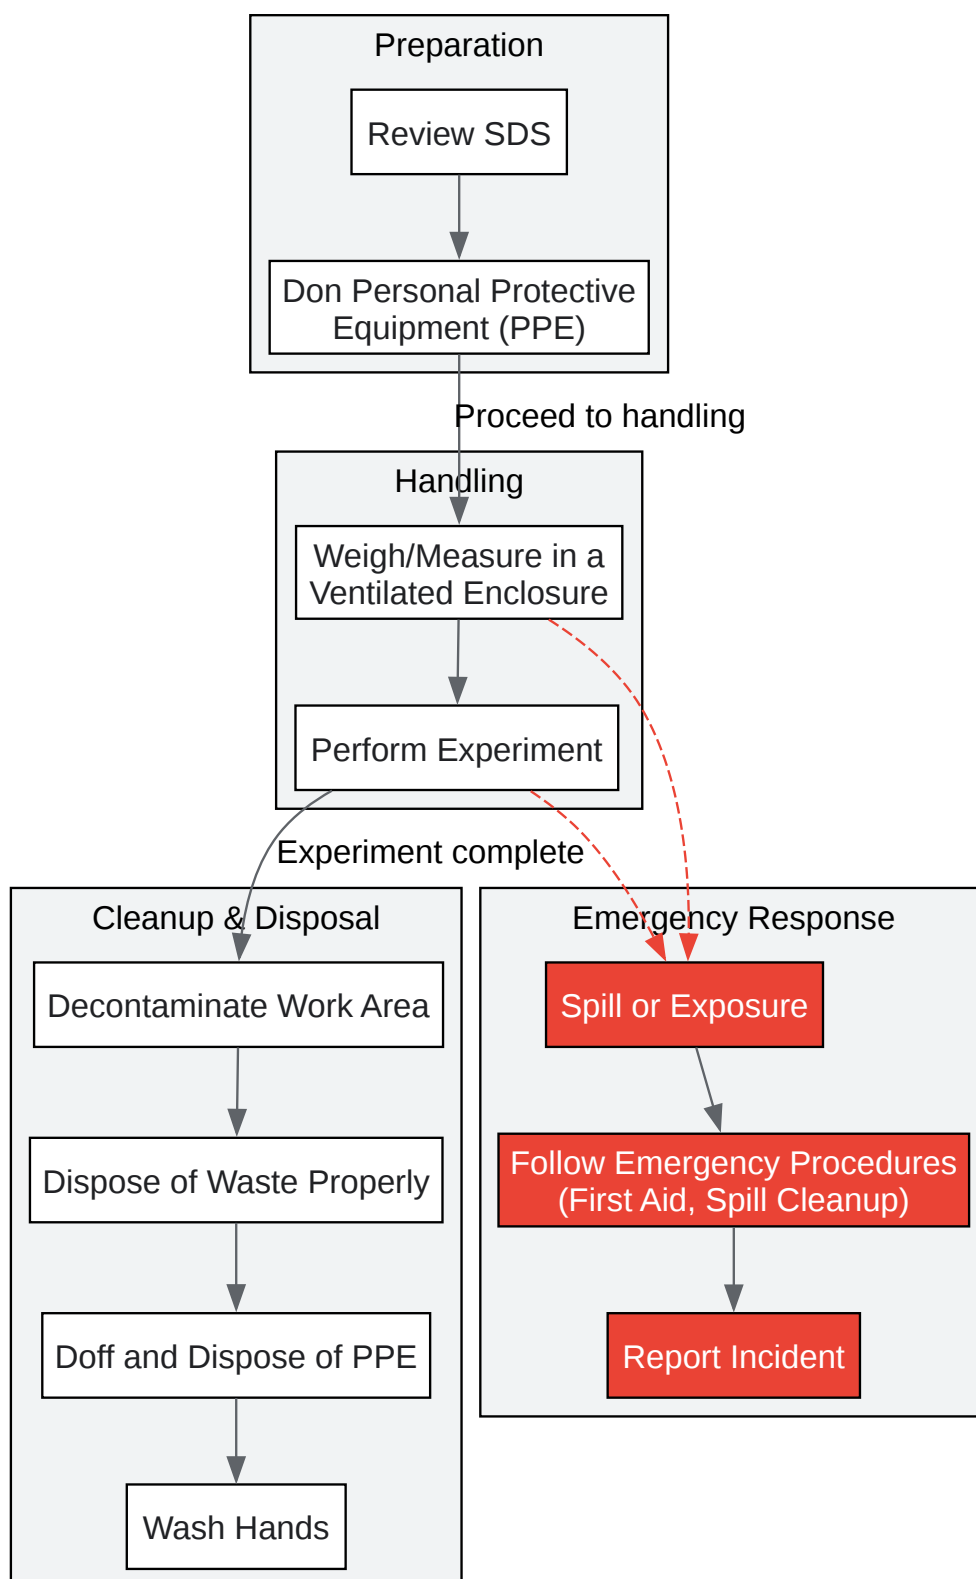 Preparation
Review SDS
Don Personal Protective
Equipment (PPE)
Proceed to handling
Handling
Weigh/Measure in a
Ventilated Enclosure
Perform Experiment
Experiment complete
Cleanup & Disposal
Decontaminate Work Area
Dispose of Waste Properly
Doff and Dispose of PPE
Wash Hands
Emergency Response
Spill or Exposure
Follow Emergency Procedures
(First Aid, Spill Cleanup)
Report Incident